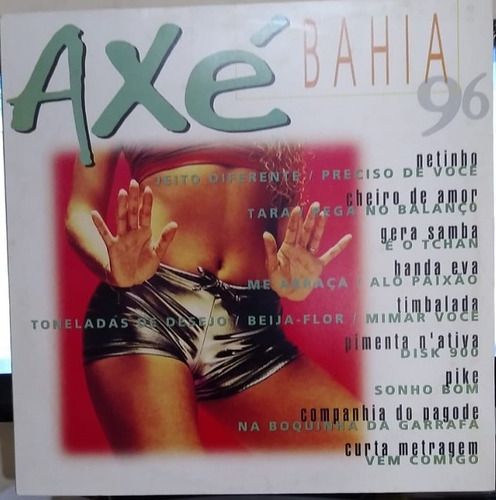 AXÉ
BAHIA
96
netinho
JEITO DIFERENTE / PRECISO DE VOCÊ
cheiro de amor
TARA / PEGA NO BALANÇO
gera samba
É O TCHAN
banda eva
ME ABRAÇA / ALÔ PAIXÃO
timbalada
TONELADAS DE DESEJO / BEIJA-FLOR / MIMAR VOCÊ
pimenta n'ativa
DISK 900
pike
SONHO BOM
companhia do pagode
NA BOQUINHA DA GARRAFA
curta metragem
VEM COMIGO